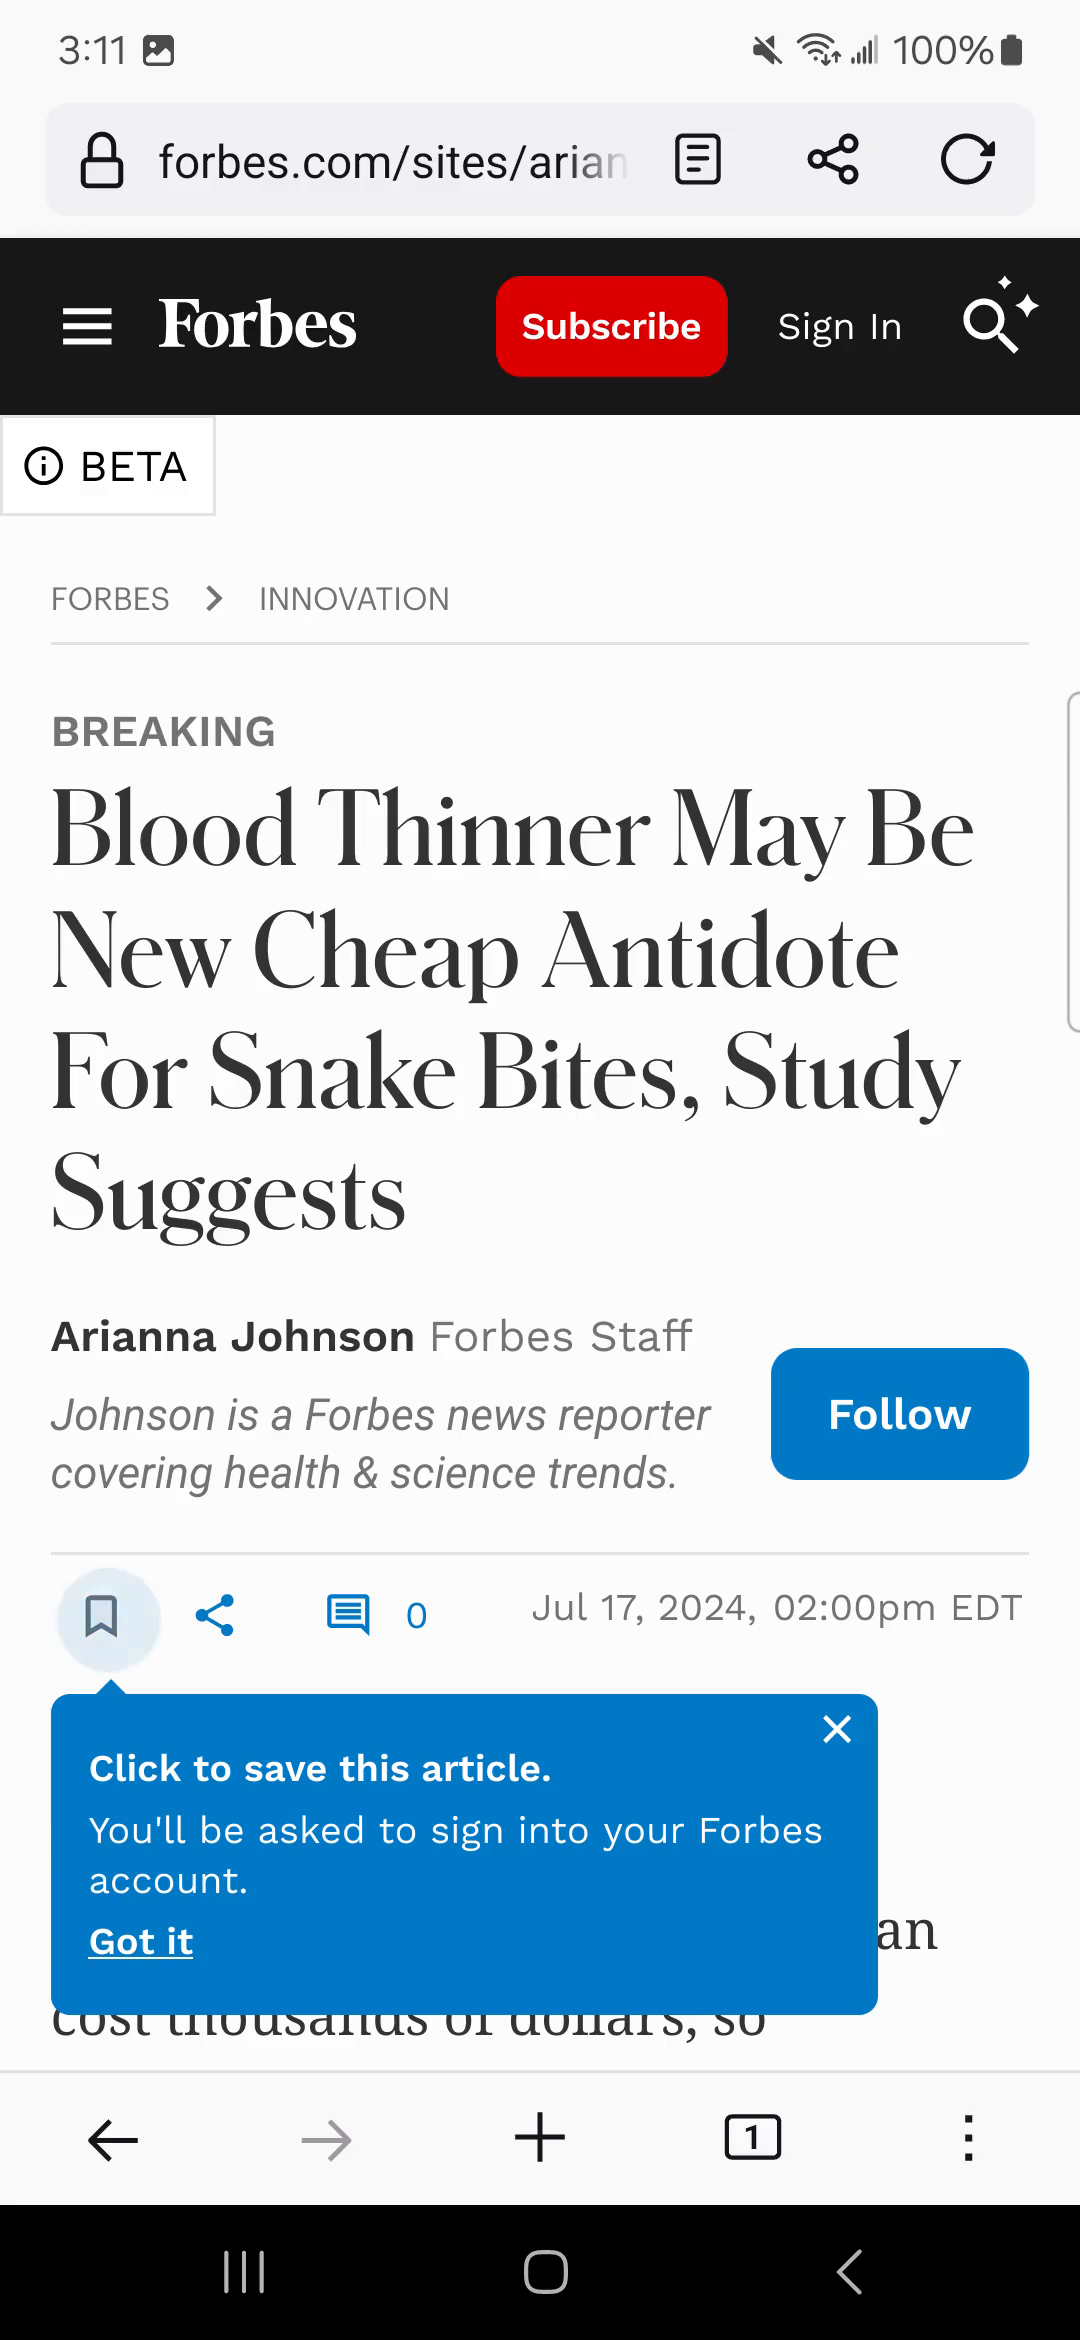 3:11
100%
forbes.com/sites/arian
Forbes
Subscribe
Sign In
BETA
FORBES > INNOVATION
BREAKING
Blood Thinner May Be
New Cheap Antidote
For Snake Bites, Study
Suggests
Arianna Johnson Forbes Staff
Johnson is a Forbes news reporter
covering health & science trends.
Follow
0
Jul 17, 2024, 02:00pm EDT
Click to save this article.
You'll be asked to sign into your Forbes
account.
Got it
an
cost thousands of dollars, so
1